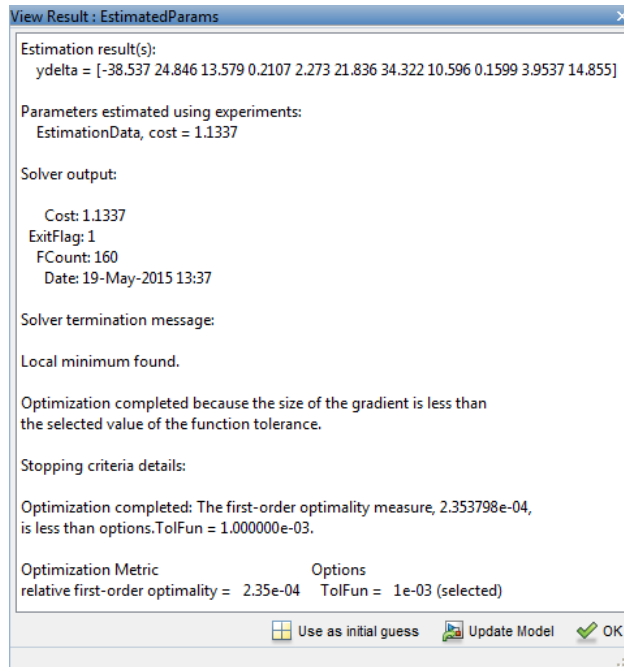 View Result : EstimatedParams
Estimation result(s):
ydelta = [-38.537 24.846 13.579 0.2107 2.273 21.836 34.322 10.596 0.1599 3.9537 14.855]
Parameters estimated using experiments:
EstimationData, cost = 1.1337
Solver output:
Cost: 1.1337
ExitFlag: 1
FCount: 160
Date: 19-May-2015 13:37
Solver termination message:
Local minimum found.
Optimization completed because the size of the gradient is less than
the selected value of the function tolerance.
Stopping criteria details:
Optimization completed: The first-order optimality measure, 2.353798e-04,
is less than options.TolFun = 1.000000e-03.
Optimization Metric Options
relative first-order optimality = 2.35e-04 TolFun = 1e-03 (selected)
Use as initial guess Update Model OK